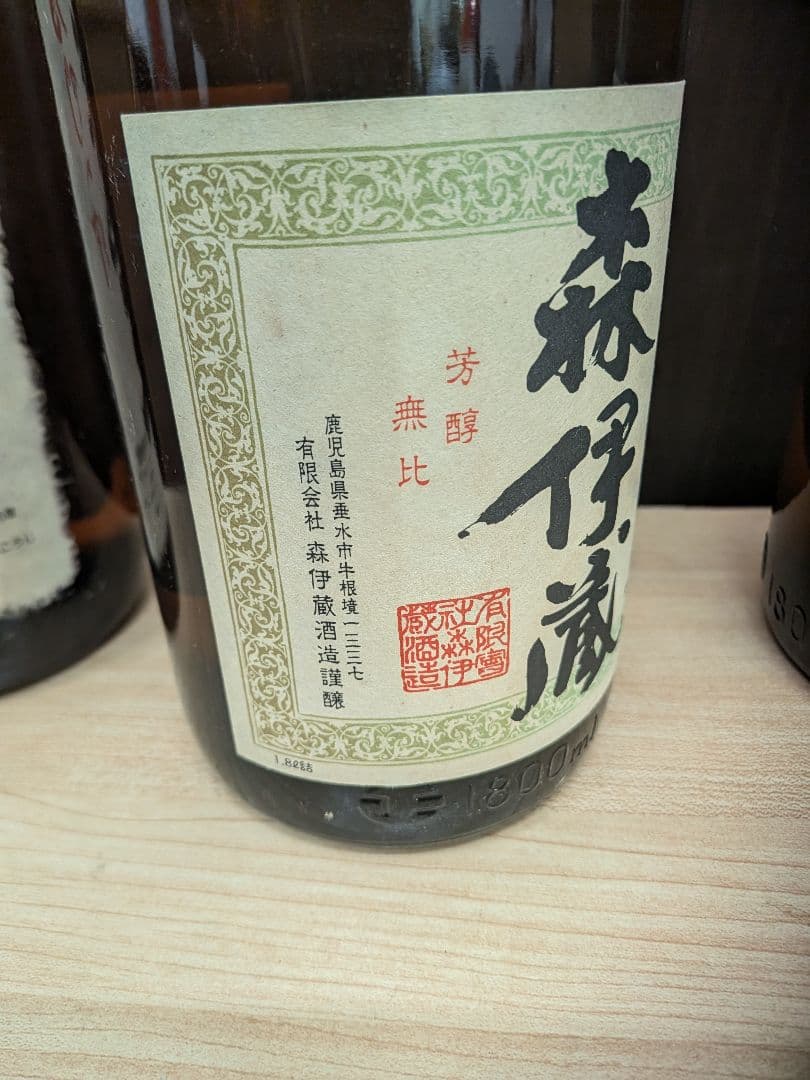 森伊蔵
芳醇
無比
鹿児島県垂水市牛根境一三三七
有限会社 森伊蔵酒造謹醸
有限會
社森伊
蔵酒造
1.8ℓ詰
1800ml
180